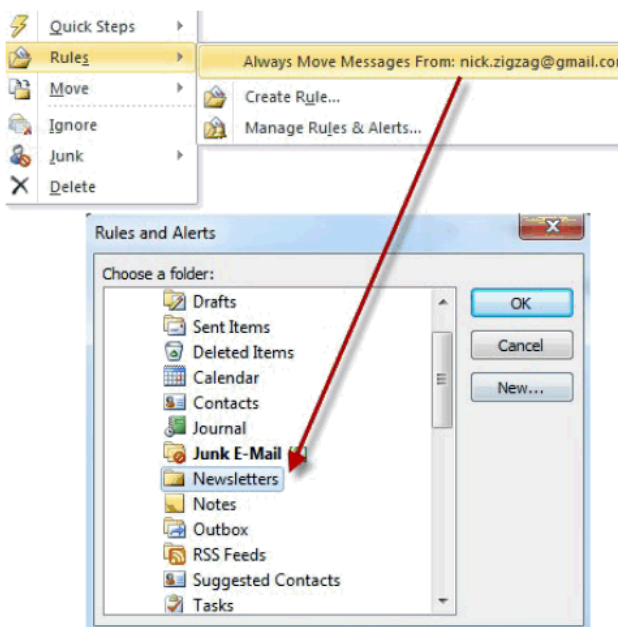 Quick Steps
Rules
Always Move Messages From: nick.zigzag@gmail.co
Move
Create Rule...
Ignore
Manage Rules & Alerts...
Junk
Delete
Rules and Alerts
Choose a folder:
Drafts
OK
Sent Items
Deleted Items
Cancel
Calendar
New...
Contacts
Journal
Junk E-Mail
Newsletters
Notes
Outbox
RSS Feeds
Suggested Contacts
Tasks